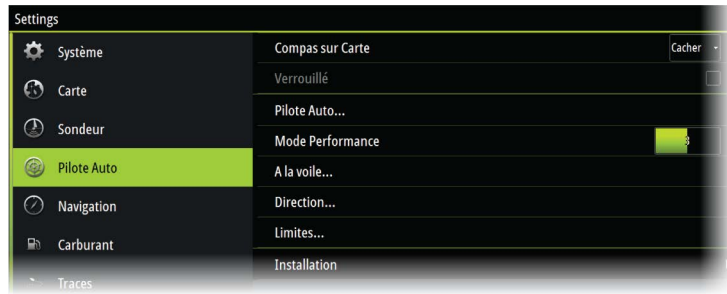 Settings
Système
Carte
Sondeur
Pilote Auto
Navigation
Carburant
Traces
Compas sur Carte
Cacher
Verrouillé
Pilote Auto...
Mode Performance
3
A la voile...
Direction...
Limites...
Installation